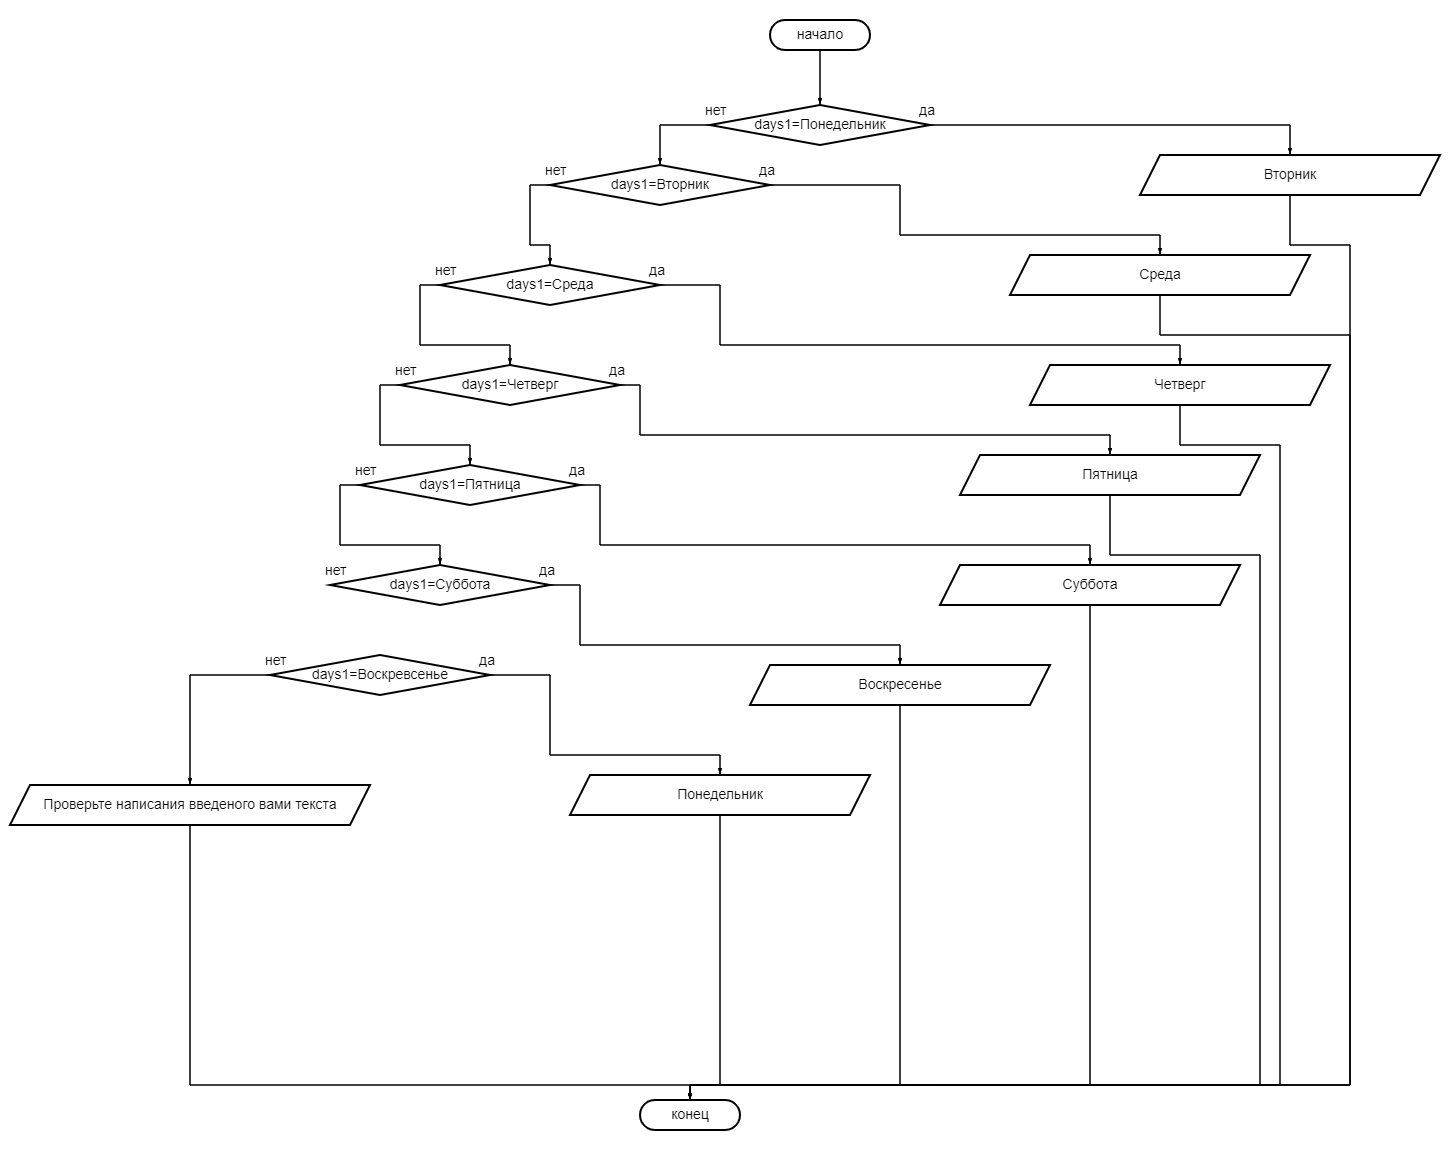 начало
нет
да
days1=Понедельник
нет
да
days1=Вторник
Вторник
нет
да
days1=Среда
Среда
нет
да
days1=Четверг
Четверг
нет
да
days1=Пятница
Пятница
нет
да
days1=Суббота
Суббота
нет
да
days1=Воскревсенье
Воскресенье
Проверьте написания введеного вами текста
Понедельник
конец